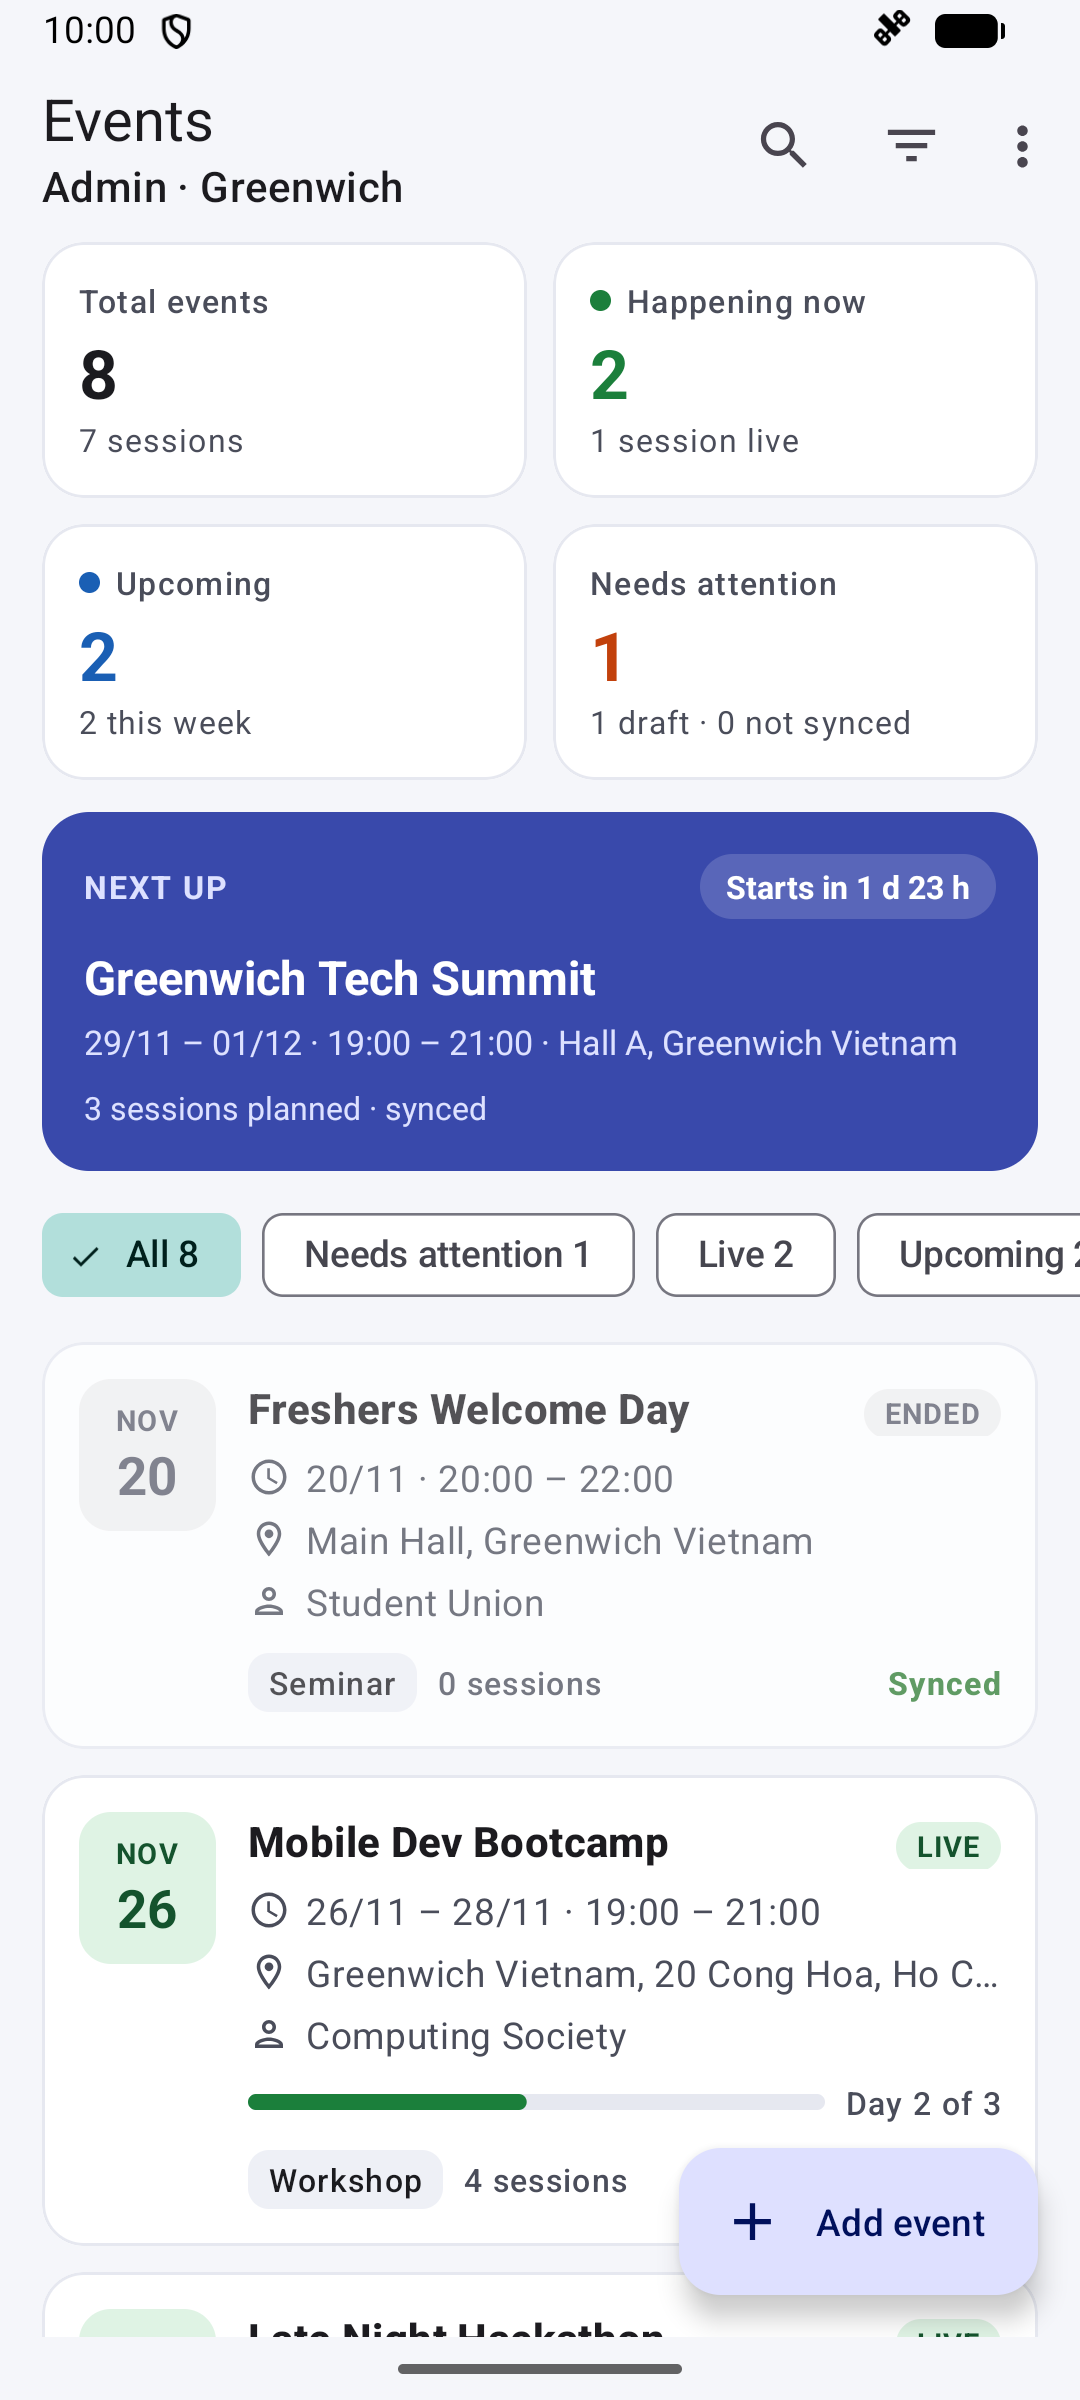 10:00
Events
Admin · Greenwich
Total events
8
7 sessions
Happening now
2
1 session live
Upcoming
2
2 this week
Needs attention
1
1 draft · 0 not synced
NEXT UP
Starts in 1 d 23 h
Greenwich Tech Summit
29/11 – 01/12 · 19:00 – 21:00 · Hall A, Greenwich Vietnam
3 sessions planned · synced
All 8
Needs attention 1
Live 2
Upcoming 2
NOV
20
Freshers Welcome Day
ENDED
20/11 · 20:00 – 22:00
Main Hall, Greenwich Vietnam
Student Union
Seminar
0 sessions
Synced
NOV
26
Mobile Dev Bootcamp
LIVE
26/11 – 28/11 · 19:00 – 21:00
Greenwich Vietnam, 20 Cong Hoa, Ho C…
Computing Society
Day 2 of 3
Workshop
4 sessions
Add event
Late Night Hackathon
LIVE